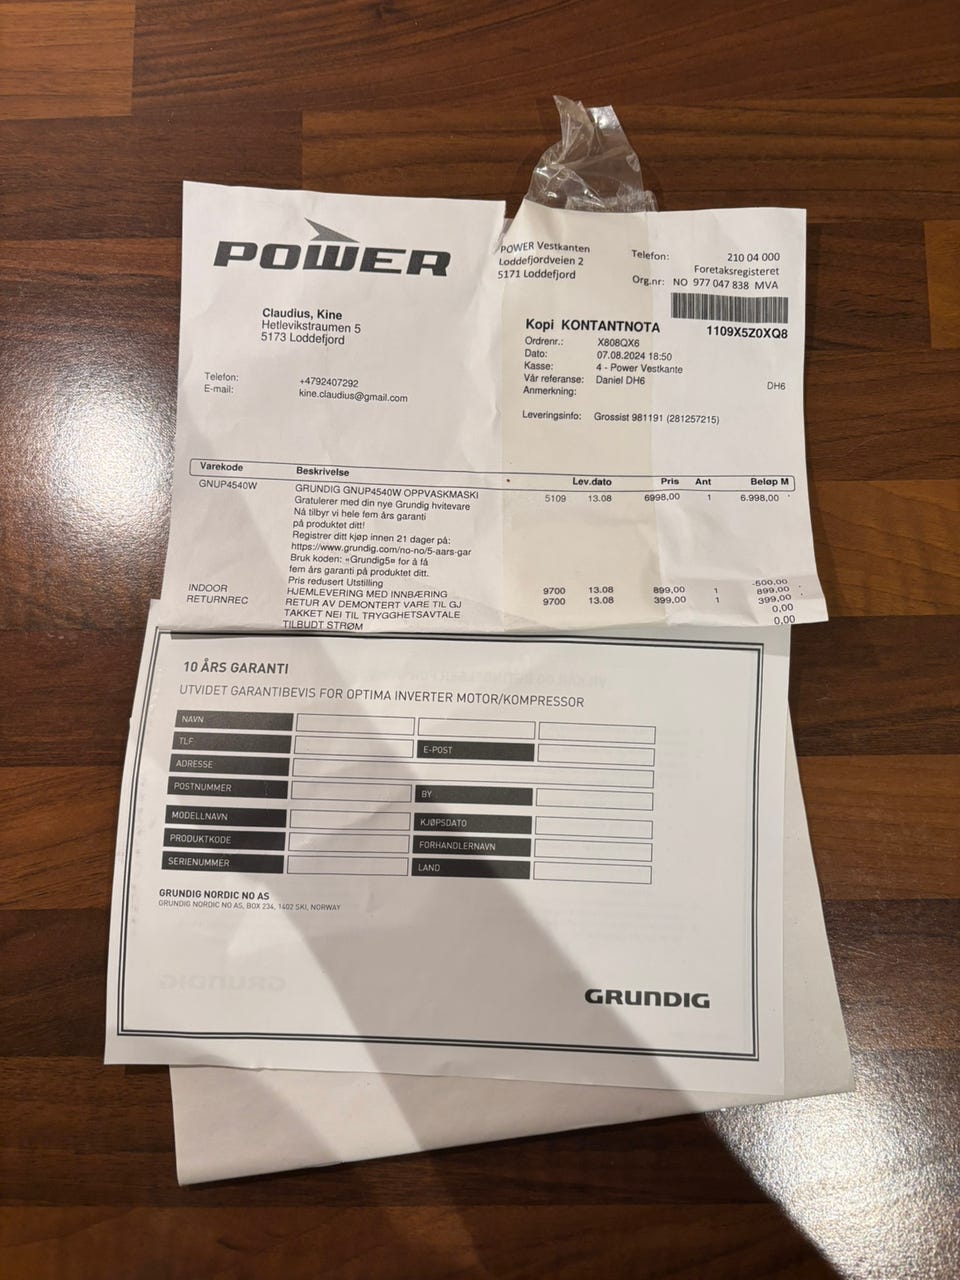 POWER
POWER Vestkanten
Loddefjordveien 2
5171 Loddefjord
Telefon: 210 04 000
Foretaksregisteret
Org.nr: NO 977 047 838 MVA
Claudius, Kine
Hetlevikstraumen 5
5173 Loddefjord
Kopi KONTANTNOTA 1109X5Z0XQ8
Ordrenr.: X808QX6
Dato: 07.08.2024 18:50
Kasse: 4 - Power Vestkante
Vår referanse: Daniel DH6 DH6
Anmerkning:
Telefon: +4792407292
E-mail: kine.claudius@gmail.com
Leveringsinfo: Grossist 981191 (281257215)
Varekode Beskrivelse Lev.dato Pris Ant Beløp M
GNUP4540W GRUNDIG GNUP4540W OPPVASKMASKI 5109 13.08 6998,00 1 6.998,00
Gratulerer med din nye Grundig hvitevare
Nå tilbyr vi hele fem års garanti
på produktet ditt!
Registrer ditt kjøp innen 21 dager på:
https://www.grundig.com/no-no/5-aars-gar
Bruk koden: «Grundig5¤ for å få
fem års garanti på produktet ditt.
Pris redusert Utstilling -500.00
INDOOR HJEMLEVERING MED INNBÆRING 9700 13.08 899,00 1 899,00
RETURNREC RETUR AV DEMONTERT VARE TIL GJ 9700 13.08 399,00 1 399,00
TAKKET NEI TIL TRYGGHETSAVTALE 0,00
TILBUDT STRØM 0,00
10 ÅRS GARANTI
UTVIDET GARANTIBEVIS FOR OPTIMA INVERTER MOTOR/KOMPRESSOR
NAVN
TLF E-POST
ADRESSE
POSTNUMMER BY
MODELLNAVN KJØPSDATO
PRODUKTKODE FORHANDLERNAVN
SERIENUMMER LAND
GRUNDIG NORDIC NO AS
GRUNDIG NORDIC NO AS, BOX 234, 1402 SKI, NORWAY
GRUNDIG